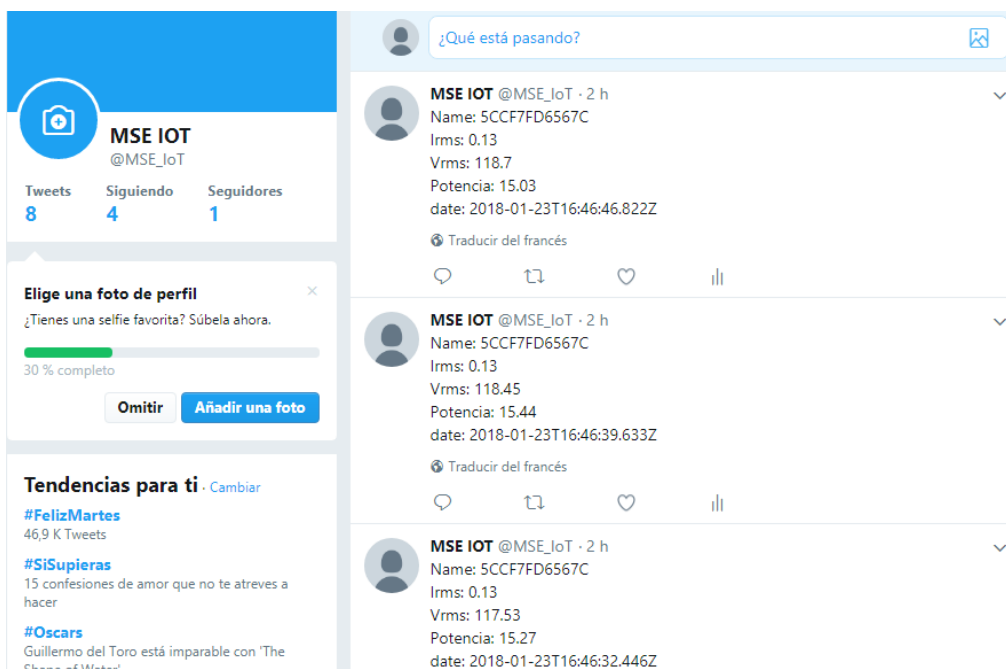 MSE IOT
@MSE_IoT
Tweets Siguiendo Seguidores
8 4 1
Elige una foto de perfil
¿Tienes una selfie favorita? Súbela ahora.
30 % completo
Omitir Añadir una foto
Tendencias para ti · Cambiar
#FelizMartes
46,9 K Tweets
#SiSupieras
15 confesiones de amor que no te atreves a
hacer
#Oscars
Guillermo del Toro está imparable con 'The
Shape of Water'
¿Qué está pasando?
MSE IOT @MSE_IoT · 2 h
Name: 5CCF7FD6567C
Irms: 0.13
Vrms: 118.7
Potencia: 15.03
date: 2018-01-23T16:46:46.822Z
Traducir del francés
MSE IOT @MSE_IoT · 2 h
Name: 5CCF7FD6567C
Irms: 0.13
Vrms: 118.45
Potencia: 15.44
date: 2018-01-23T16:46:39.633Z
Traducir del francés
MSE IOT @MSE_IoT · 2 h
Name: 5CCF7FD6567C
Irms: 0.13
Vrms: 117.53
Potencia: 15.27
date: 2018-01-23T16:46:32.446Z